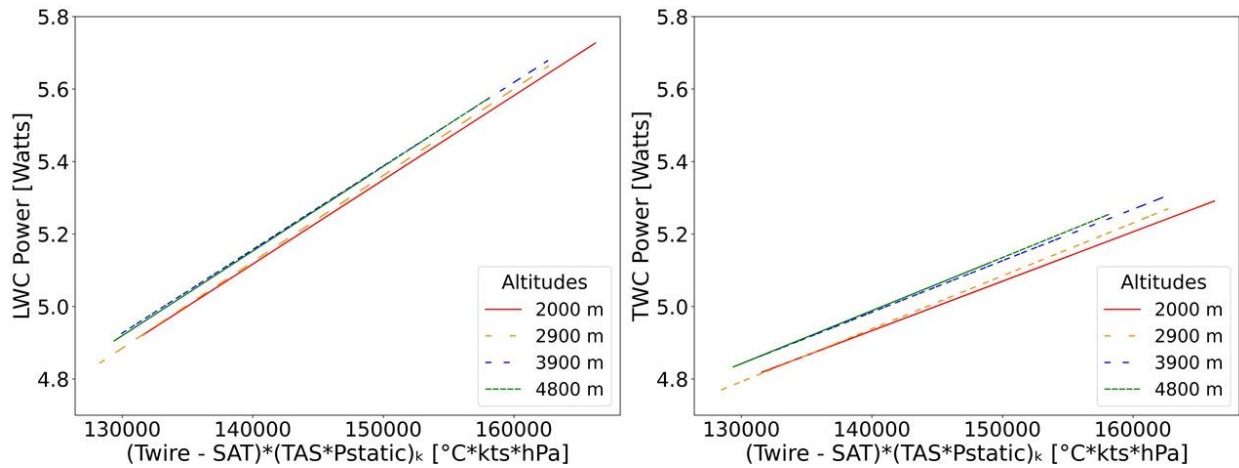 LWC Power [Watts]
5.8
5.6
5.4
5.2
5.0
4.8
130000 140000 150000 160000
(Twire - SAT)*(TAS*Pstatic)ₖ [°C*kts*hPa]
Altitudes
2000 m
2900 m
3900 m
4800 m
TWC Power [Watts]
5.8
5.6
5.4
5.2
5.0
4.8
130000 140000 150000 160000
(Twire - SAT)*(TAS*Pstatic)ₖ [°C*kts*hPa]
Altitudes
2000 m
2900 m
3900 m
4800 m